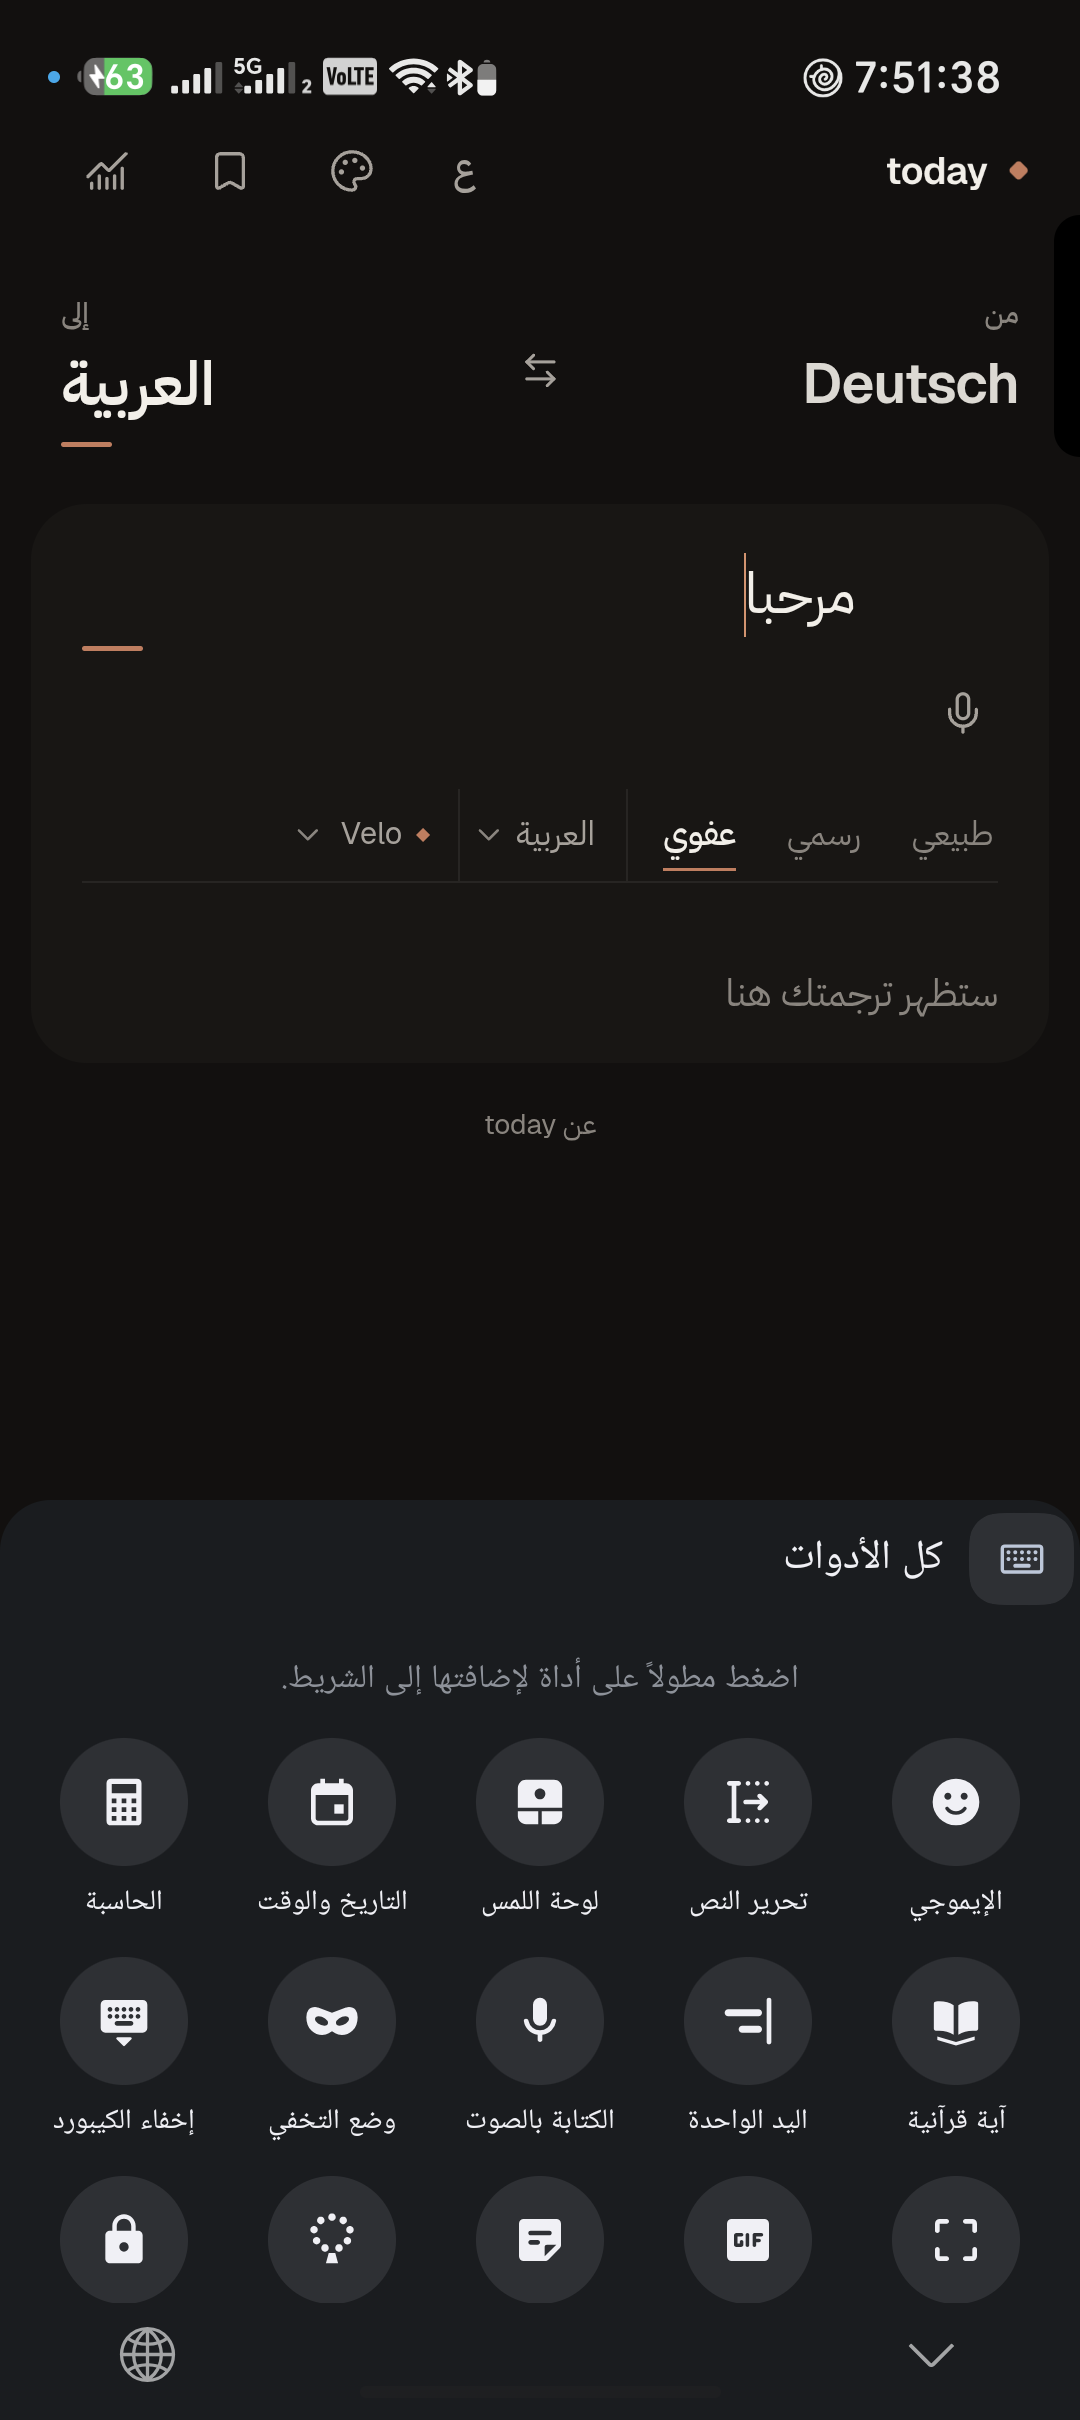 63 5G 2 VoLTE 7:51:38
today ع
من إلى
Deutsch العربية
مرحبا
طبيعي رسمي عفوي العربية Velo
ستظهر ترجمتك هنا
عن today
كل الأدوات
اضغط مطولاً على أداة لإضافتها إلى الشريط.
الإيموجي تحرير النص لوحة اللمس التاريخ والوقت الحاسبة
آية قرآنية اليد الواحدة الكتابة بالصوت وضع التخفي إخفاء الكيبورد
GIF